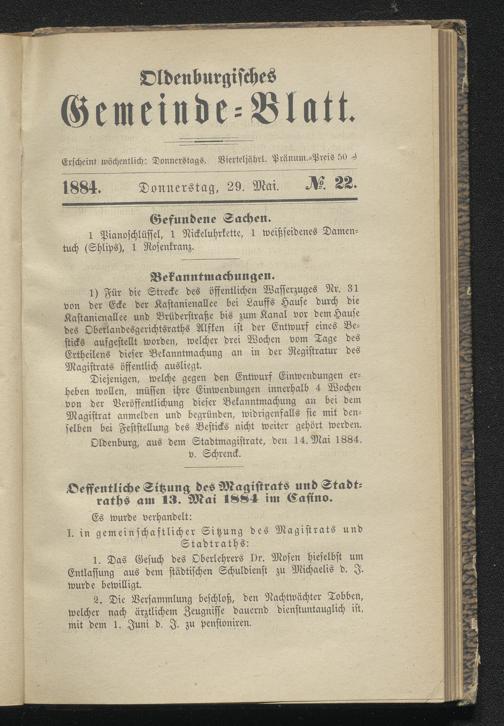 Oldenburgisches
Gemeinde-Blatt.
Erscheint wöchentlich: Donnerstags. Vierteljährl. Pränum.-Preis 50 ₰
1884. Donnerstag, 29. Mai. №. 22.
Gefundene Sachen.
1 Pianoschlüssel, 1 Nickeluhrkette, 1 weißseidenes Damen-
tuch (Shlips), 1 Rosenkranz.
Bekanntmachungen.
1) Für die Strecke des öffentlichen Wasserzuges Nr. 31
von der Ecke der Kastanienallee bei Lauffs Hause durch die
Kastanienallee und Brüderstraße bis zum Kanal vor dem Hause
des Oberlandesgerichtsraths Alfken ist der Entwurf eines Be-
sticks aufgestellt worden, welcher drei Wochen vom Tage des
Ertheilens dieser Bekanntmachung an in der Registratur des
Magistrats öffentlich ausliegt.
Diejenigen, welche gegen den Entwurf Einwendungen er-
heben wollen, müssen ihre Einwendungen innerhalb 4 Wochen
von der Veröffentlichung dieser Bekanntmachung an bei dem
Magistrat anmelden und begründen, widrigenfalls sie mit den-
selben bei Feststellung des Besticks nicht weiter gehört werden.
Oldenburg, aus dem Stadtmagistrate, den 14. Mai 1884.
v. Schrenck.
Oeffentliche Sitzung des Magistrats und Stadt-
raths am 13. Mai 1884 im Casino.
Es wurde verhandelt:
I. in gemeinschaftlicher Sitzung des Magistrats und
Stadtraths:
1. Das Gesuch des Oberlehrers Dr. Mosen hieselbst um
Entlassung aus dem städtischen Schuldienst zu Michaelis d. J.
wurde bewilligt.
2. Die Versammlung beschloß, den Nachtwächter Tobben,
welcher nach ärztlichem Zeugnisse dauernd dienstuntauglich ist,
mit dem 1. Juni d. J. zu pensioniren.